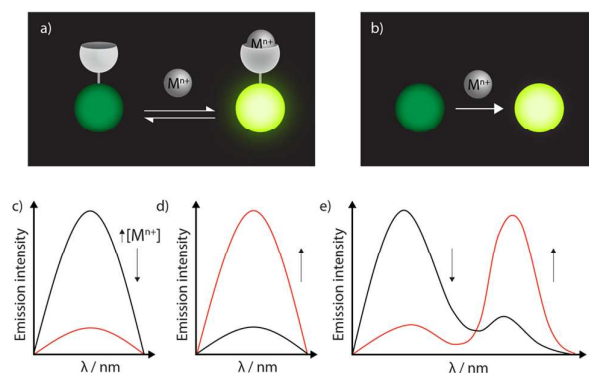 a)
Mⁿ⁺
Mⁿ⁺
b)
Mⁿ⁺
c)
Emission intensity
↑[Mⁿ⁺]
λ / nm
d)
Emission intensity
λ / nm
e)
Emission intensity
λ / nm